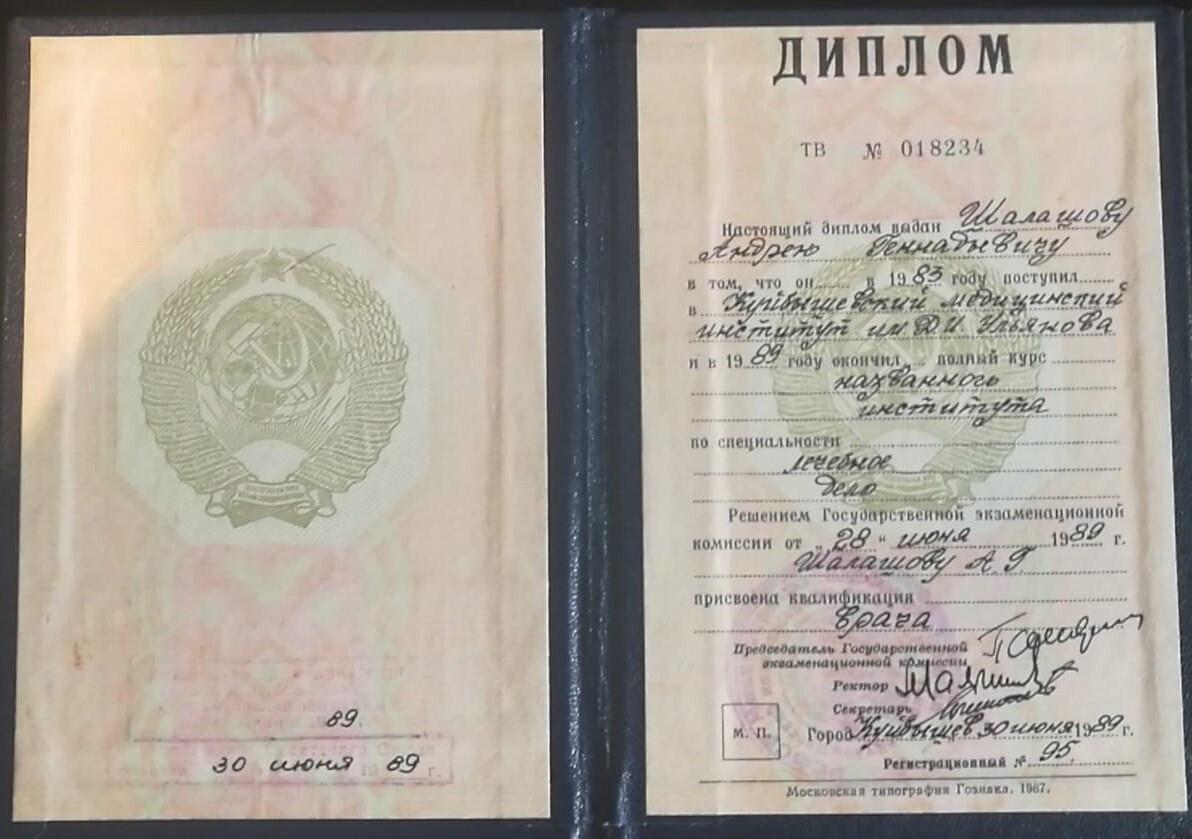 89.
30 июня 1989 г.
ДИПЛОМ
ТВ № 018234
Настоящий диплом выдан Шалашову
Андрею Геннадьевичу
в том, что он в 1983 году поступил
в Куйбышевский медицинский
институт им. Д.И. Ульянова
и в 1989 году окончил полный курс
названного
института
по специальности
лечебное
дело
Решением Государственной экзаменационной
комиссии от „28“ июня 1989 г.
Шалашову А.Г
присвоена квалификация
врача
Председатель Государственной
экзаменационной комиссии
Ректор
Секретарь
М. П.
Город Куйбышев 30 июня 1989 г.
Регистрационный № 95.
Московская типография Гознака. 1987.